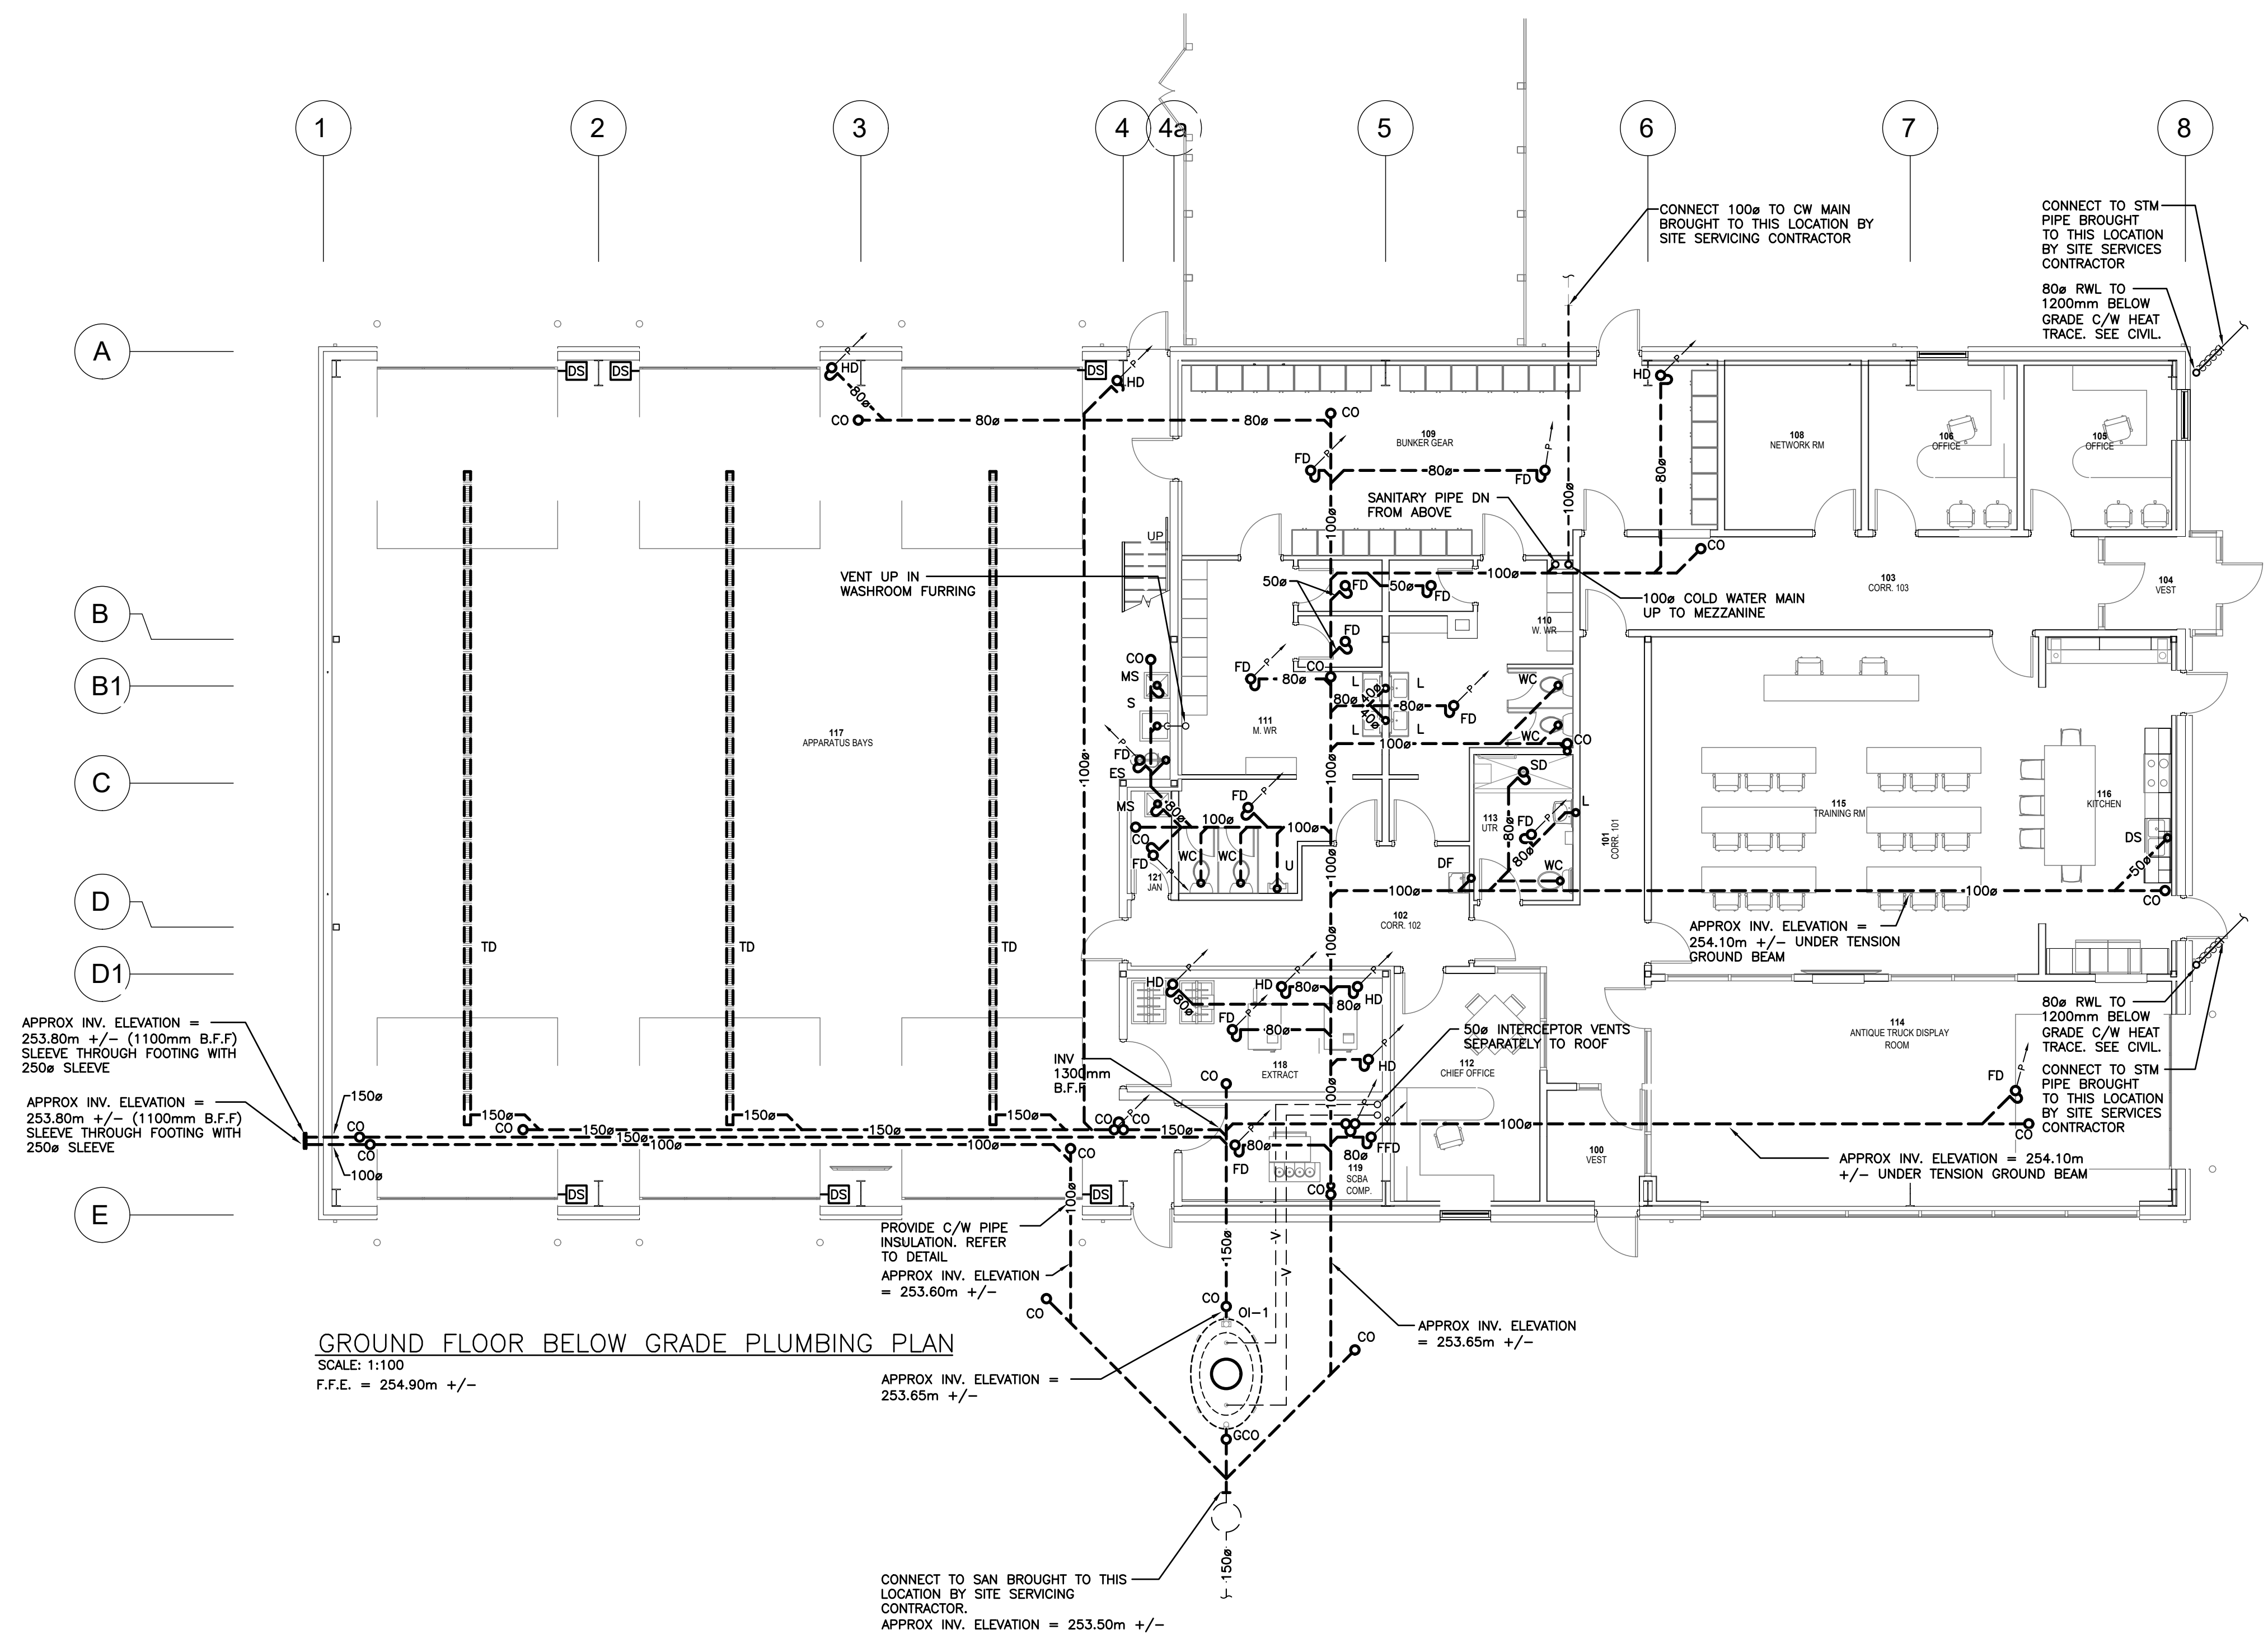 1
2
3
4
4a
5
6
7
8
A
B
B1
C
D
D1
E
CONNECT 100ø TO CW MAIN
BROUGHT TO THIS LOCATION BY
SITE SERVICING CONTRACTOR
CONNECT TO STM
PIPE BROUGHT
TO THIS LOCATION
BY SITE SERVICES
CONTRACTOR
80ø RWL TO
1200mm BELOW
GRADE C/W HEAT
TRACE. SEE CIVIL.
DS
DS
HD
P
80ø
CO
80ø
DS
HD
P
80ø
CO
109
BUNKER GEAR
FD
P
80ø
FD
P
SANITARY PIPE DN
FROM ABOVE
100ø
100ø
HD
P
80ø
CO
108
NETWORK RM
106
OFFICE
105
OFFICE
103
CORR. 103
104
VEST
UP
VENT UP IN
WASHROOM FURRING
50ø
FD
50ø
FD
100ø
100ø COLD WATER MAIN
UP TO MEZZANINE
FD
110
W. WR
CO
MS
S
FD
P
80ø
CO
L
L
40ø
40ø
L
L
80ø
80ø
FD
P
WC
WC
CO
100ø
111
M. WR
117
APPARATUS BAYS
P
FD
ES
MS
80ø
100ø
100ø
FD
P
100ø
100ø
CO
FD
P
WC
WC
U
121
JAN
100ø
SD
113
UTR
80ø
FD
P
L
80ø
WC
DF
101
CORR. 101
115
TRAINING RM
116
KITCHEN
DS
50ø
CO
100ø
100ø
102
CORR. 102
100ø
APPROX INV. ELEVATION =
254.10m +/- UNDER TENSION
GROUND BEAM
TD
TD
TD
HD
P
80ø
HD
P
80ø
80ø
HD
P
FD
P
80ø
118
EXTRACT
HD
P
100ø
50ø INTERCEPTOR VENTS
SEPARATELY TO ROOF
112
CHIEF OFFICE
114
ANTIQUE TRUCK DISPLAY
ROOM
80ø RWL TO
1200mm BELOW
GRADE C/W HEAT
TRACE. SEE CIVIL.
CONNECT TO STM
PIPE BROUGHT
TO THIS LOCATION
BY SITE SERVICES
CONTRACTOR
FD
P
CO
APPROX INV. ELEVATION =
253.80m +/- (1100mm B.F.F)
SLEEVE THROUGH FOOTING WITH
250ø SLEEVE
APPROX INV. ELEVATION =
253.80m +/- (1100mm B.F.F)
SLEEVE THROUGH FOOTING WITH
250ø SLEEVE
INV
1300mm
B.F.F
150ø
CO
CO
100ø
150ø
CO
150ø
150ø
150ø
150ø
150ø
100ø
100ø
CO
CO
P
150ø
CO
CO
FD
P
80ø
80ø
FFD
P
P
119
SCBA
COMP.
CO
100ø
100
VEST
APPROX INV. ELEVATION = 254.10m
+/- UNDER TENSION GROUND BEAM
DS
DS
DS
100ø
PROVIDE C/W PIPE
INSULATION. REFER
TO DETAIL
APPROX INV. ELEVATION
= 253.60m +/-
CO
150ø
V
V
CO
OI-1
APPROX INV. ELEVATION
= 253.65m +/-
CO
APPROX INV. ELEVATION =
253.65m +/-
GCO
GROUND FLOOR BELOW GRADE PLUMBING PLAN
SCALE: 1:100
F.F.E. = 254.90m +/-
CONNECT TO SAN BROUGHT TO THIS
LOCATION BY SITE SERVICING
CONTRACTOR.
APPROX INV. ELEVATION = 253.50m +/-
150ø